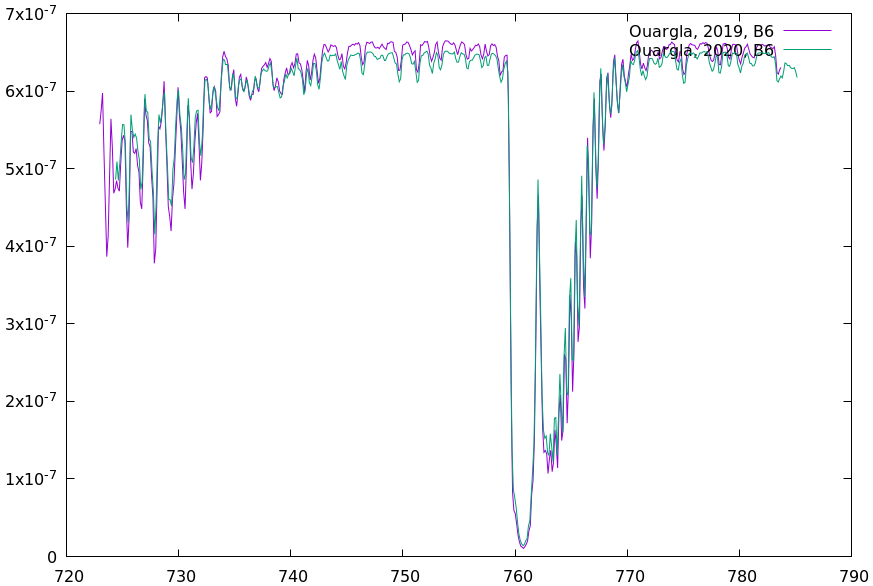 7x10⁻⁷
Ouargla, 2019, B6
Ouargla, 2020, B6
6x10⁻⁷
5x10⁻⁷
4x10⁻⁷
3x10⁻⁷
2x10⁻⁷
1x10⁻⁷
0
720 730 740 750 760 770 780 790